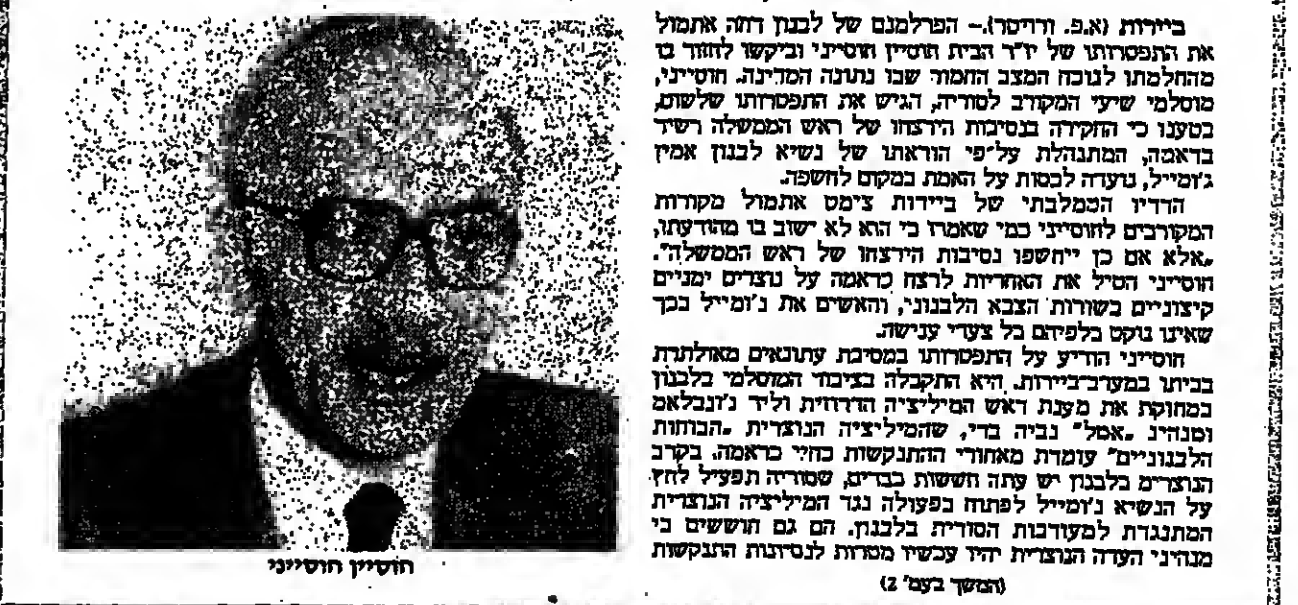 ביירות (א.פ. ורויטר).– הפרלמנט של לבנון דחה אתמול
את התפטרותו של יו"ר הבית חוסיין חוסייני וביקשו לחזור בו
מהחלטתו לנוכח המצב החמור שבו נתונה המדינה. חוסייני,
מוסלמי שיעי המקורב לסוריה, הגיש את התפטרותו שלשום,
בטענו כי החקירה בנסיבות הירצחו של ראש הממשלה רשיד
כראמה, המתנהלת על־פי הוראתו של נשיא לבנון אמין
ג'ומייל, נועדה לכסות על האמת במקום לחשפה.
הרדיו הממלכתי של ביירות ציטט אתמול מקורות
המקורבים לחוסייני כמי שאמרו כי הוא לא ישוב בו מהודעתו,
„אלא אם כן ייחשפו נסיבות הירצחו של ראש הממשלה".
חוסייני הטיל את האחריות לרצח כראמה על נוצרים ימניים
קיצוניים בשורות הצבא הלבנוני, והאשים את ג'ומייל בכך
שאינו נוקט כלפיהם כל צעדי ענישה.
חוסייני הודיע על התפטרותו במסיבת עתונאים מאולתרת
בביתו במערב־ביירות. היא התקבלה בציבור המוסלמי בלבנון
כמחזקת את מענת ראש המיליציה הדרוזית וליד ג'ונבלאט
ומנהיג „אמל" נביה ברי, שהמיליציה הנוצרית „הכוחות
הלבנוניים" עומדת מאחורי ההתנקשות בחיי כראמה. בקרב
הנוצרים בלבנון יש עתה חששות כבדים, שסוריה תפעיל לחץ
על הנשיא ג'ומייל לפתוח בפעולה נגד המיליציה הנוצרית
המתנגדת למעורבות הסורית בלבנון. הם גם חוששים כי
מנהיגי העדה הנוצרית יהיו עכשיו מטרות לנסיונות התנקשות
(המשך בעמ' 2)
חוסיין חוסייני